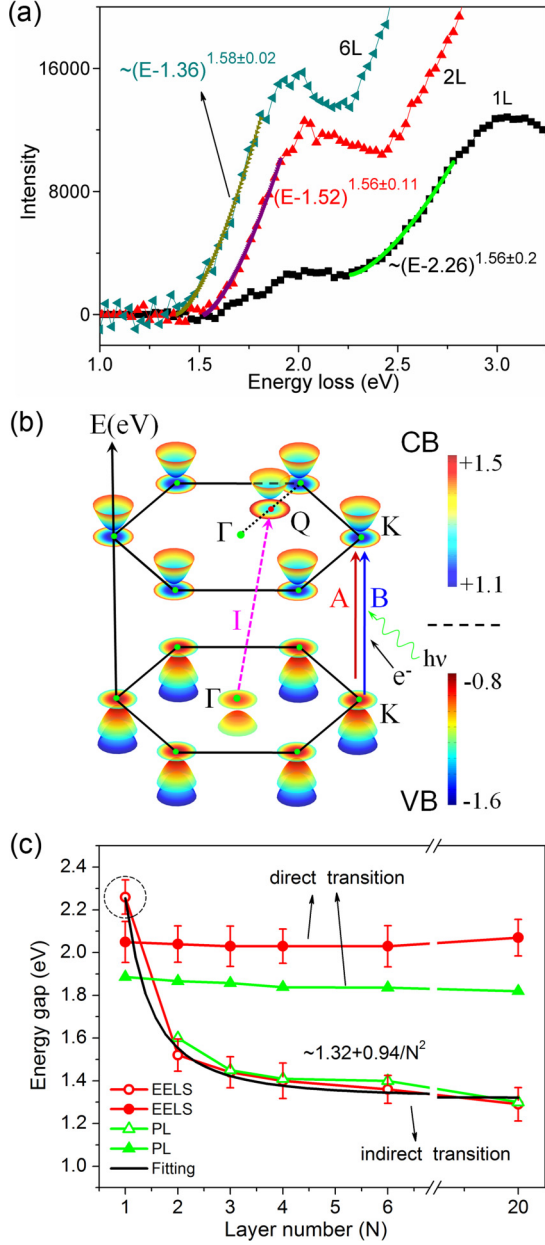 (a)
6L
2L
1L
~(E-1.36)^1.58±0.02
(E-1.52)^1.56±0.11
~(E-2.26)^1.56±0.2
16000
8000
0
Intensity
1.0 1.5 2.0 2.5 3.0
Energy loss (eV)
(b)
E(eV)
CB
+1.5
+1.1
Γ
Q
K
A
B
I
hν
e-
Γ
K
-0.8
-1.6
VB
(c)
2.4
2.2
2.0
1.8
1.6
1.4
1.2
1.0
Energy gap (eV)
direct transition
~1.32+0.94/N²
EELS
EELS
PL
PL
Fitting
indirect transition
1 2 3 4 6 20
Layer number (N)